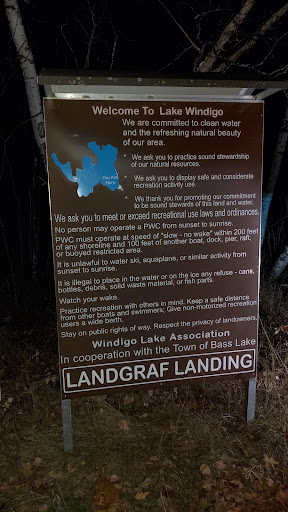 Welcome To Lake Windigo
We are committed to clean water
and the refreshing natural beauty
of our area.
We ask you to practice sound stewardship
of our natural resources.
We ask you to display safe and considerate
recreation activity use.
We thank you for promoting our commitment
to be sound stewards of this land and water.
You Are
Here
We ask you to meet or exceed recreational use laws and ordinances.
No person may operate a PWC from sunset to sunrise.
PWC must operate at speed of "slow - no wake" within 200 feet
of any shoreline and 100 feet of another boat, dock, pier, raft,
or buoyed restricted area.
It is unlawful to water ski, aquaplane, or similar activity from
sunset to sunrise.
It is illegal to place in the water or on the ice any refuse - cans,
bottles, debris, solid waste material, or fish parts.
Watch your wake.
Practice recreation with others in mind. Keep a safe distance
from other boats and swimmers; Give non-motorized recreation
users a wide berth.
Stay on public rights of way. Respect the privacy of landowners.
Windigo Lake Association
In cooperation with the Town of Bass Lake
LANDGRAF LANDING